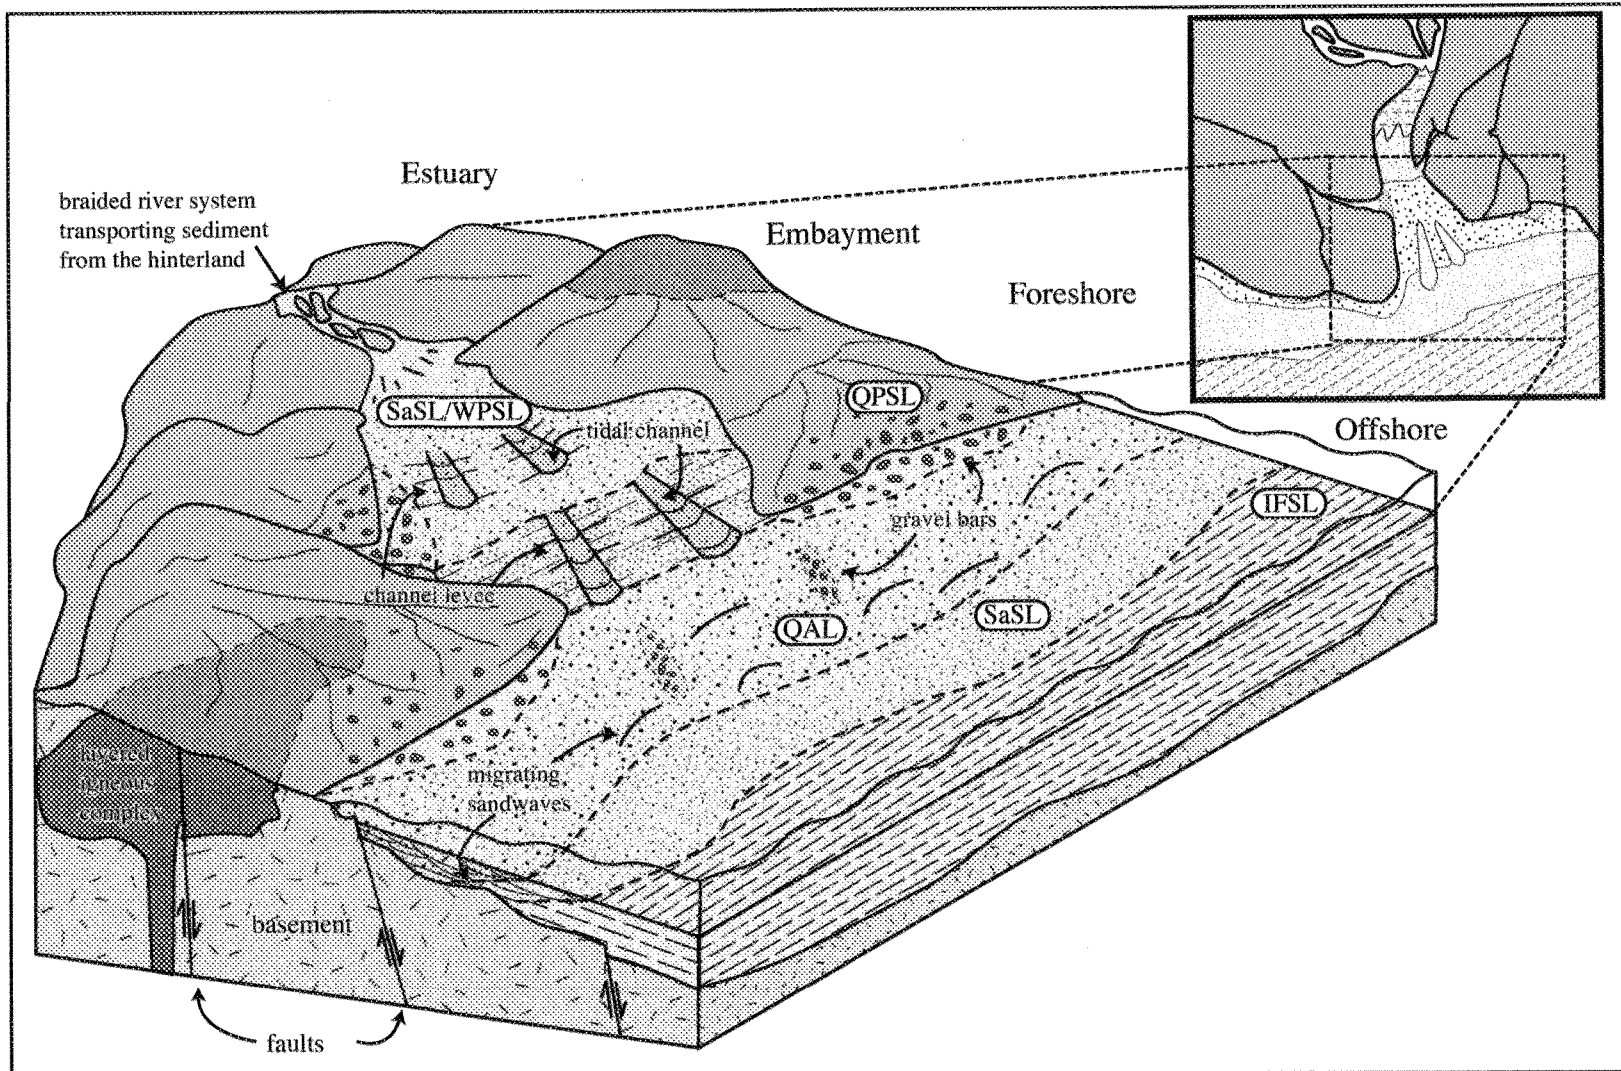 Estuary
braided river system
transporting sediment
from the hinterland
Embayment
Foreshore
QPSL
SaSL/WPSL
tidal channel
Offshore
IFSL
gravel bars
channel levee
SaSL
QAL
layered
igneous
complex
migrating
sandwaves
basement
faults